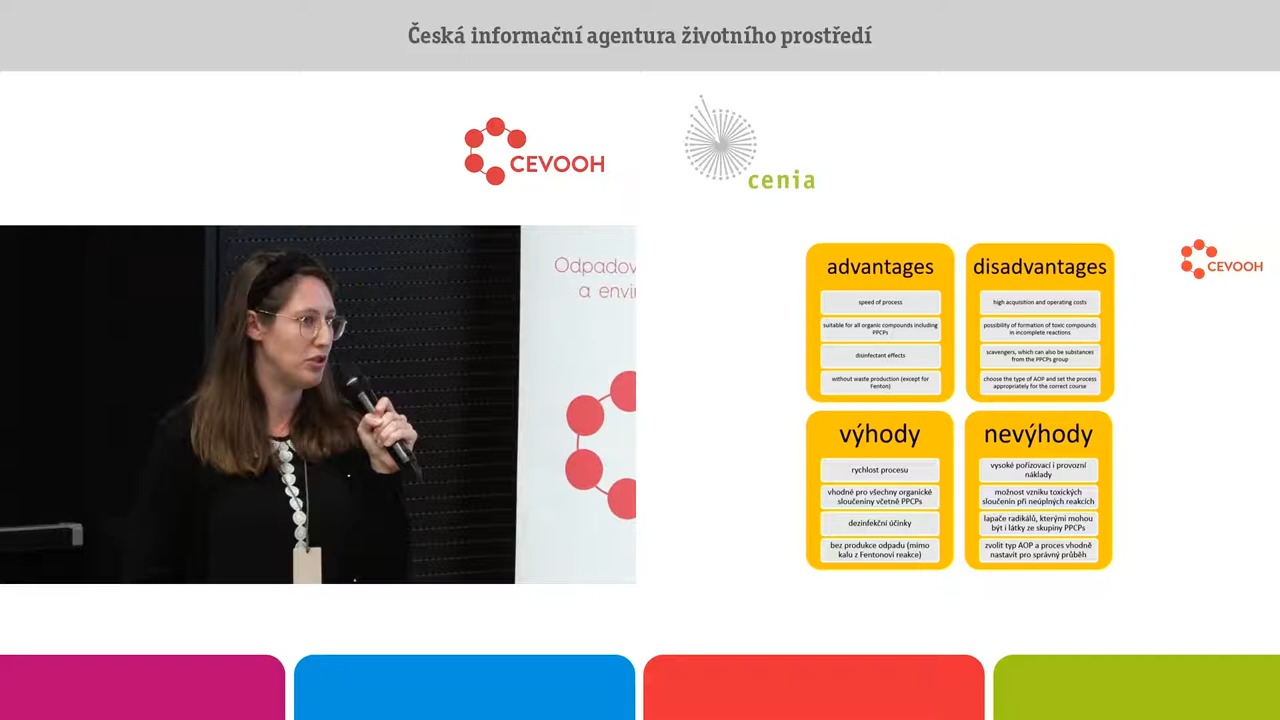 Česká informační agentura životního prostředí
CEVOOH
cenia
Odpadov
a envi
CEVOOH
advantages
speed of process
suitable for all organic compounds including
PPCPs
disinfectant effects
without waste production (except for
Fenton)
disadvantages
high acquisition and operating costs
possibility of formation of toxic compounds
in incomplete reactions
scavengers, which can also be substances
from the PPCPs group
choose the type of AOP and set the process
appropriately for the correct course
výhody
rychlost procesu
vhodné pro všechny organické
sloučeniny včetně PPCPs
dezinfekční účinky
bez produkce odpadu (mimo
kalu z Fentonovi reakce)
nevýhody
vysoké pořizovací i provozní
náklady
možnost vzniku toxických
sloučenin při neúplných reakcích
lapače radikálů, kterými mohou
být i látky ze skupiny PPCPs
zvolit typ AOP a proces vhodně
nastavit pro správný průběh